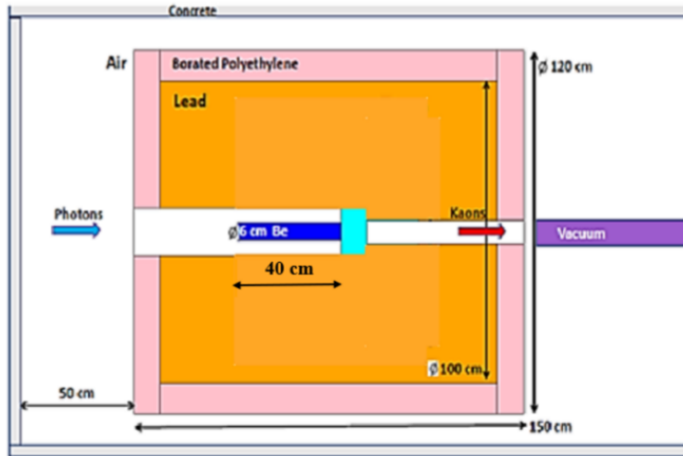 Concrete
Air
Borated Polyethylene
Ø 120 cm
Lead
Photons
Ø6 cm Be
Kaons
Vacuum
40 cm
Ø 100 cm
50 cm
150 cm